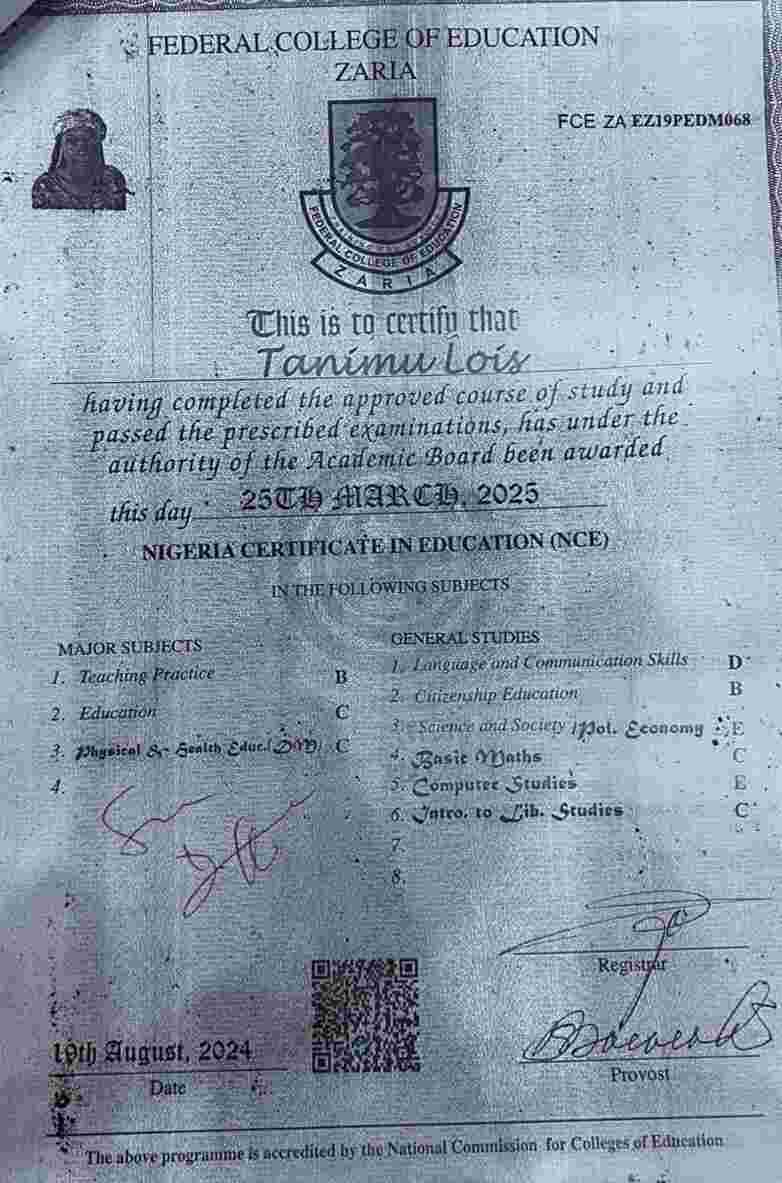 FEDERAL COLLEGE OF EDUCATION
ZARIA
FCE ZA EZ19PEDM068
FEDERAL COLLEGE OF EDUCATION
ZARIA
This is to certify that
Tanimu Lois
having completed the approved course of study and
passed the prescribed examinations, has under the
authority of the Academic Board been awarded
this day 25TH MARCH, 2025
NIGERIA CERTIFICATE IN EDUCATION (NCE)
IN THE FOLLOWING SUBJECTS
MAJOR SUBJECTS
1. Teaching Practice B
2. Education C
3. Physical & Health Educ.(DM) C
4.
GENERAL STUDIES
1. Language and Communication Skills D
2. Citizenship Education B
3. Science and Society /Pol. Economy E
4. Basic Maths C
5. Computer Studies E
6. Intro. to Lib. Studies C
7.
8.
Registrar
19th August, 2024
Date
Provost
The above programme is accredited by the National Commission for Colleges of Education